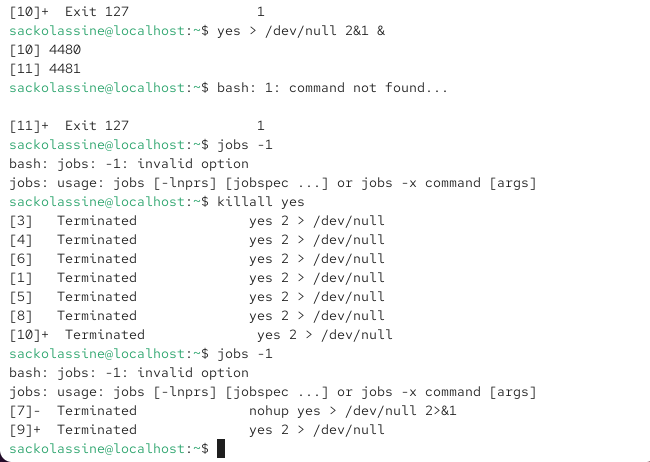 [10]+  Exit 127                1
sackolassine@localhost:~$ yes > /dev/null 2&1 &
[10] 4480
[11] 4481
sackolassine@localhost:~$ bash: 1: command not found...

[11]+  Exit 127                1
sackolassine@localhost:~$ jobs -1
bash: jobs: -1: invalid option
jobs: usage: jobs [-lnprs] [jobspec ...] or jobs -x command [args]
sackolassine@localhost:~$ killall yes
[3]   Terminated              yes 2 > /dev/null
[4]   Terminated              yes 2 > /dev/null
[6]   Terminated              yes 2 > /dev/null
[1]   Terminated              yes 2 > /dev/null
[5]   Terminated              yes 2 > /dev/null
[8]   Terminated              yes 2 > /dev/null
[10]+  Terminated              yes 2 > /dev/null
sackolassine@localhost:~$ jobs -1
bash: jobs: -1: invalid option
jobs: usage: jobs [-lnprs] [jobspec ...] or jobs -x command [args]
[7]-  Terminated              nohup yes > /dev/null 2>&1
[9]+  Terminated              yes 2 > /dev/null
sackolassine@localhost:~$